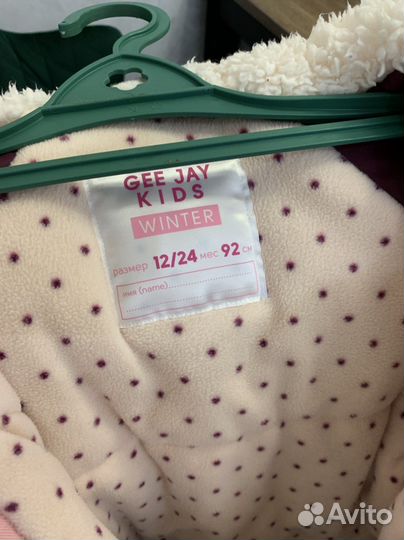 GEE JAY
KIDS
WINTER
размер 12/24 мес 92 см
имя (name)
Avito